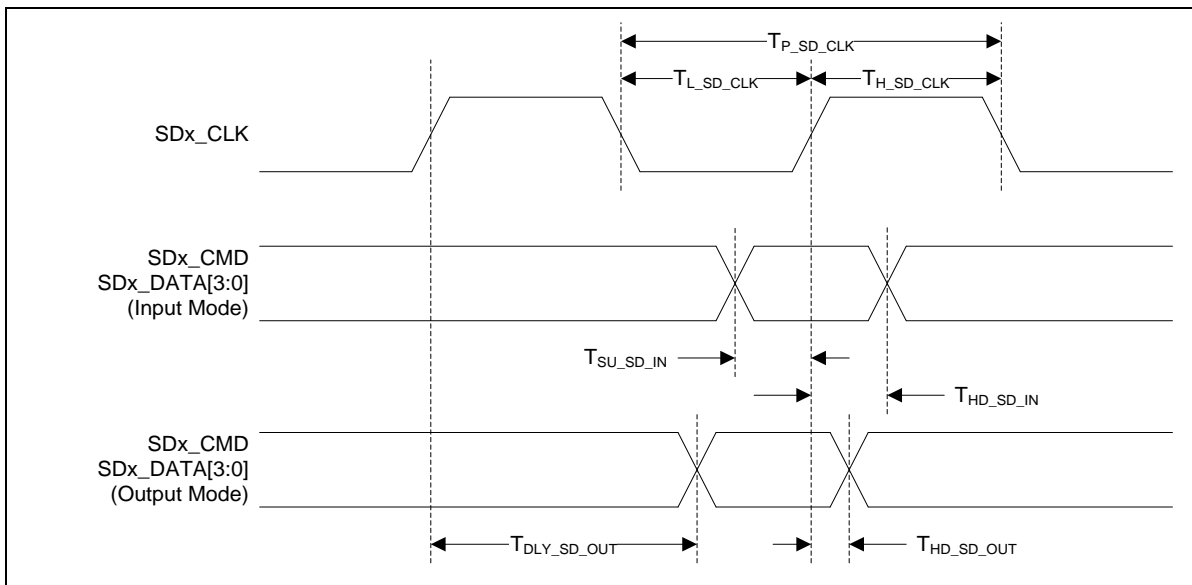 T_P_SD_CLK
T_L_SD_CLK
T_H_SD_CLK
SDx_CLK
SDx_CMD
SDx_DATA[3:0]
(Input Mode)
T_SU_SD_IN
T_HD_SD_IN
SDx_CMD
SDx_DATA[3:0]
(Output Mode)
T_DLY_SD_OUT
T_HD_SD_OUT